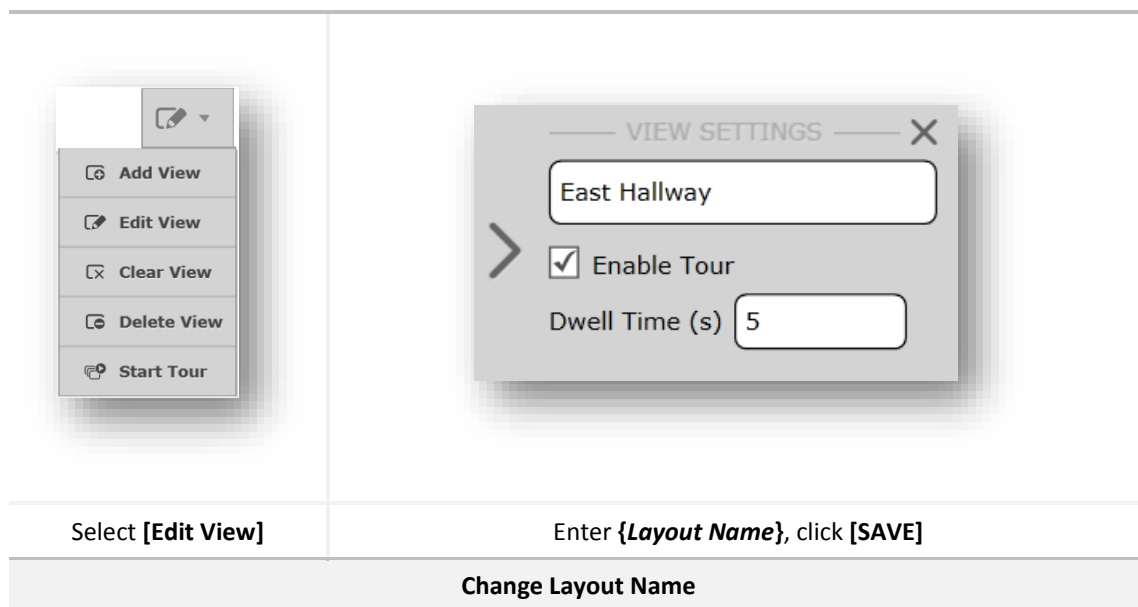 Add View
Edit View
Clear View
Delete View
Start Tour
VIEW SETTINGS
East Hallway
Enable Tour
Dwell Time (s) 5
Select [Edit View]
Enter {Layout Name}, click [SAVE]
Change Layout Name